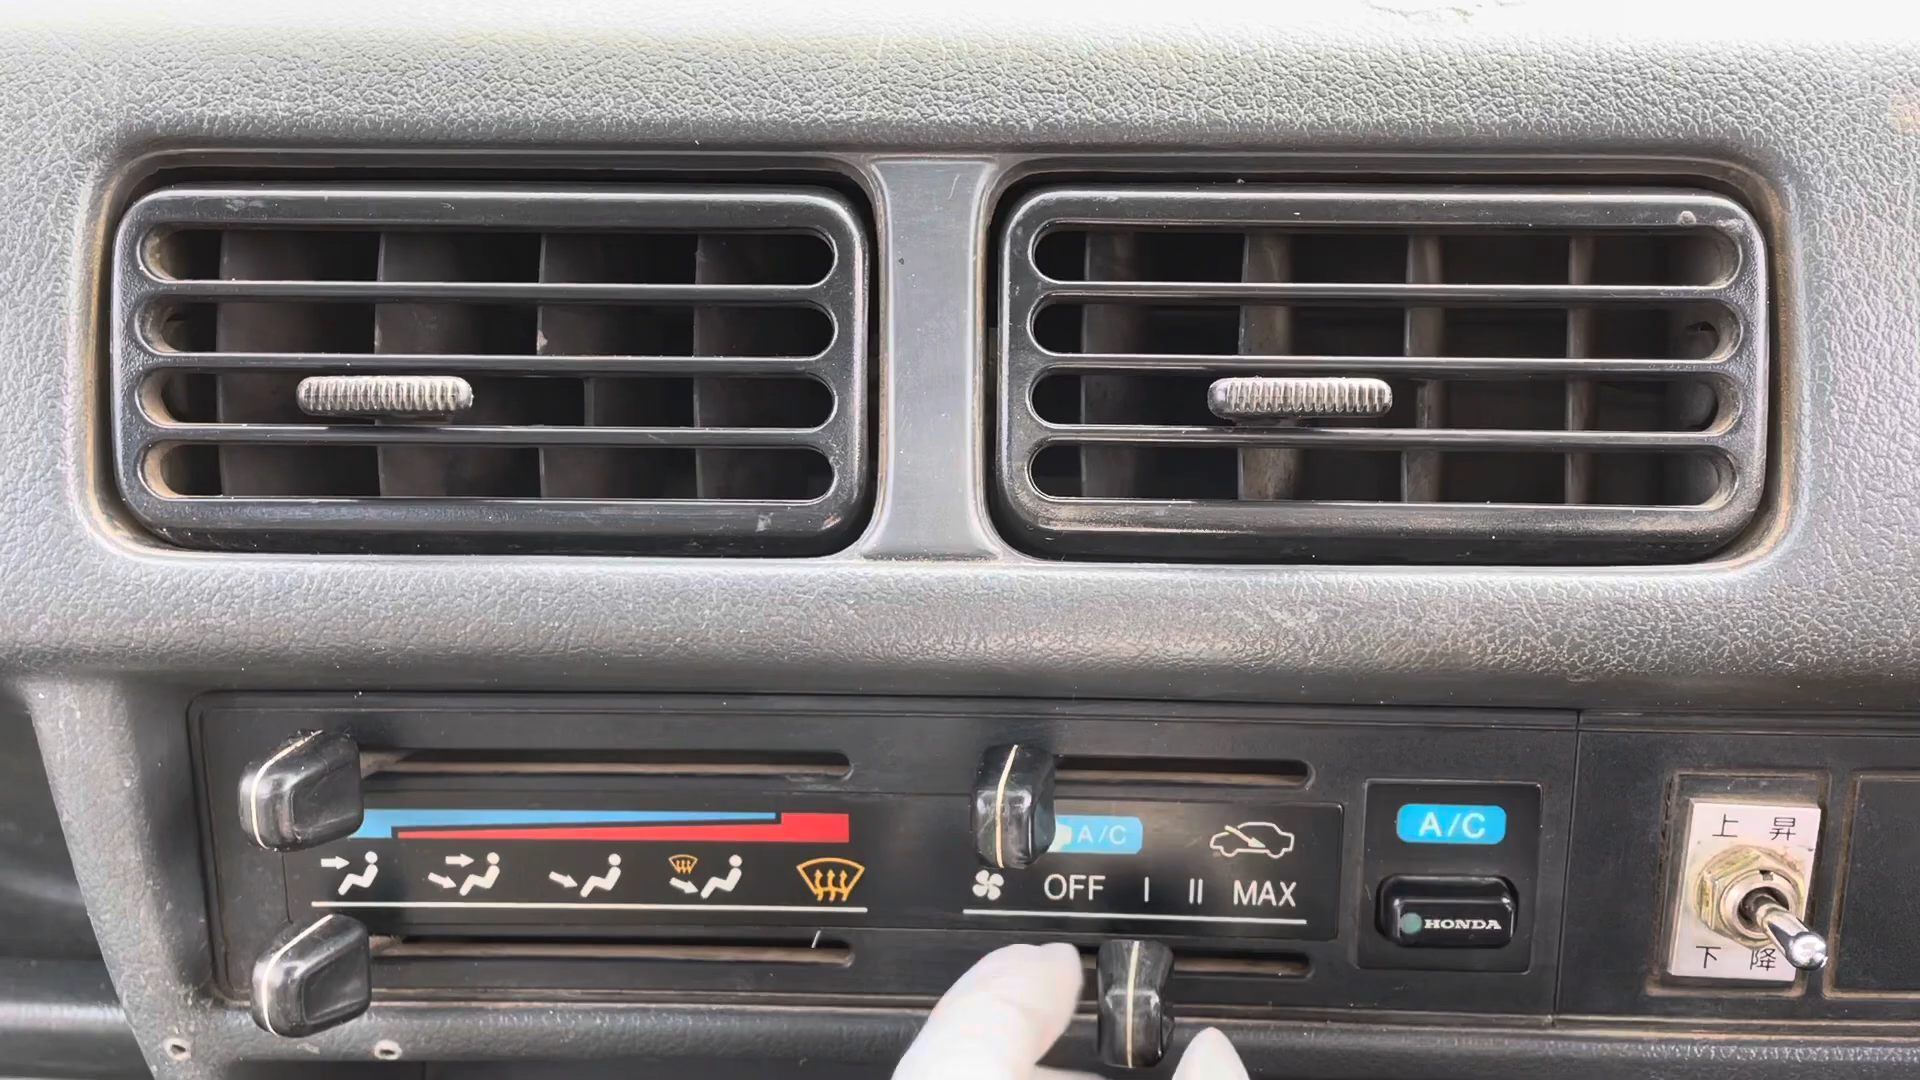 A/C
A/C
OFF I II MAX
HONDA
上昇
下降